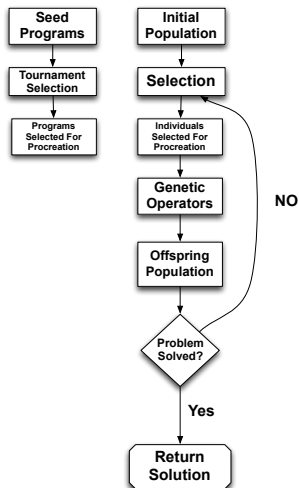 Seed
Programs
Tournament
Selection
Programs
Selected For
Procreation
Initial
Population
Selection
Individuals
Selected For
Procreation
Genetic
Operators
Offspring
Population
Problem
Solved?
NO
Yes
Return
Solution